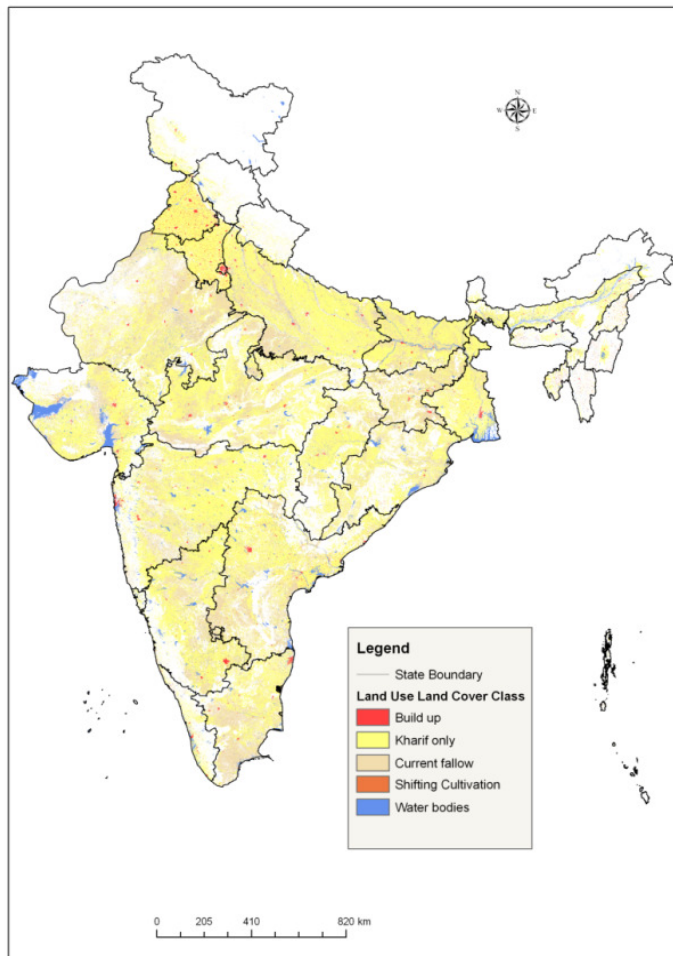 N
W E
S
Legend
State Boundary
Land Use Land Cover Class
Build up
Kharif only
Current fallow
Shifting Cultivation
Water bodies
0 205 410 820 km